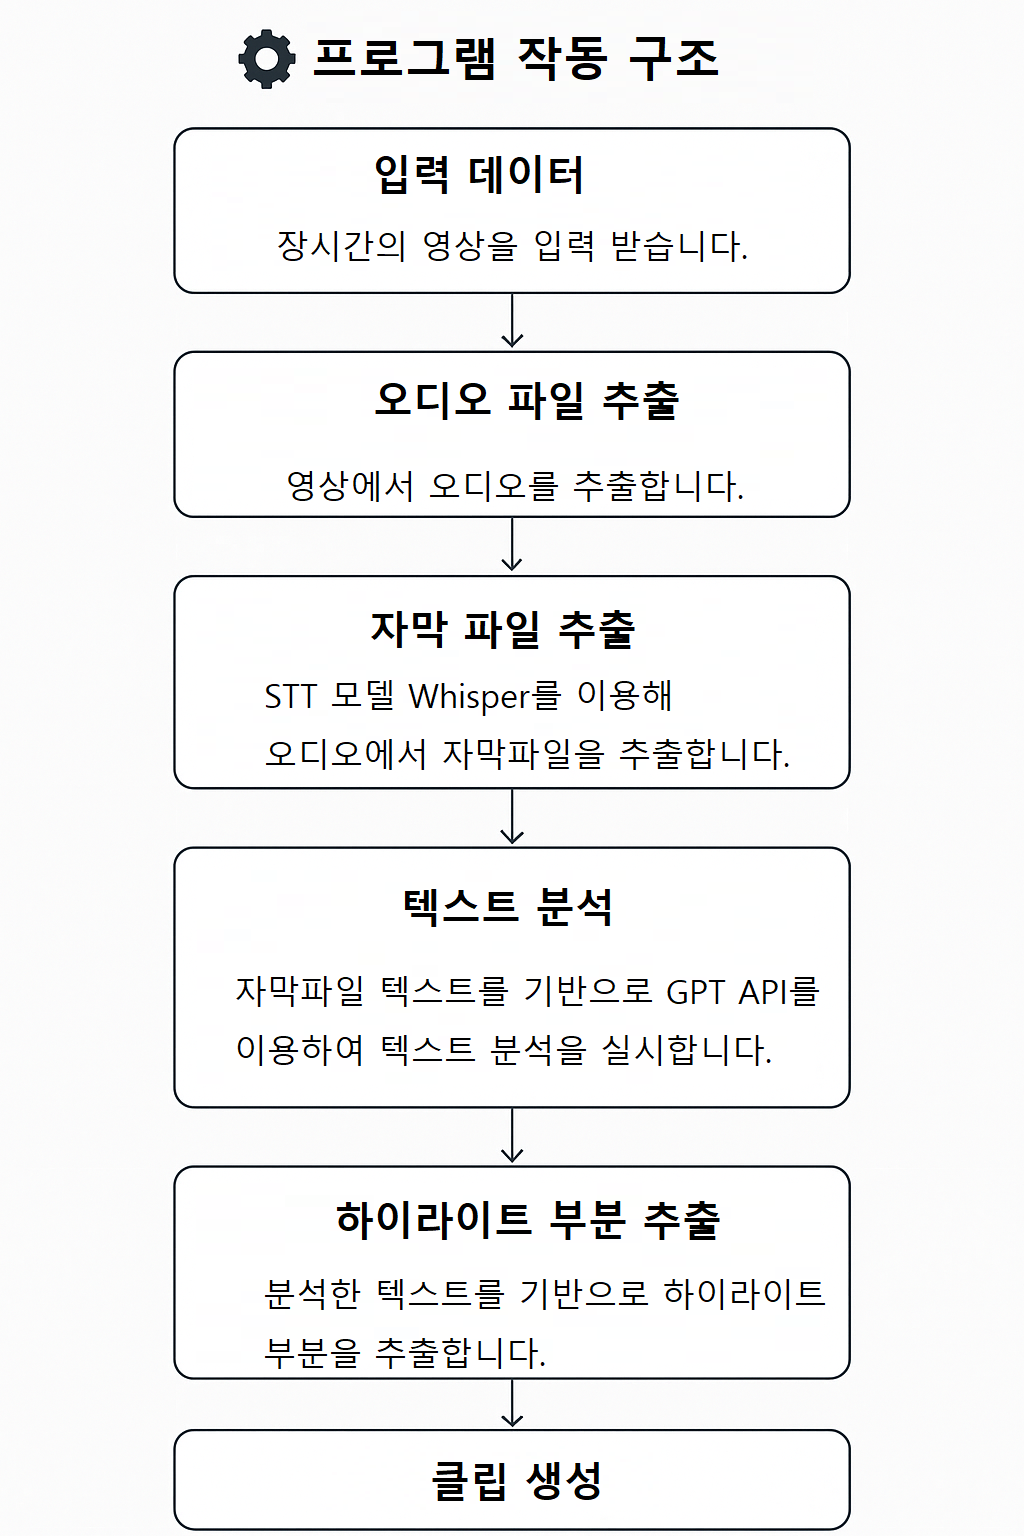 프로그램 작동 구조
입력 데이터
장시간의 영상을 입력 받습니다.
오디오 파일 추출
영상에서 오디오를 추출합니다.
자막 파일 추출
STT 모델 Whisper를 이용해
오디오에서 자막파일을 추출합니다.
텍스트 분석
자막파일 텍스트를 기반으로 GPT API를
이용하여 텍스트 분석을 실시합니다.
하이라이트 부분 추출
분석한 텍스트를 기반으로 하이라이트
부분을 추출합니다.
클립 생성